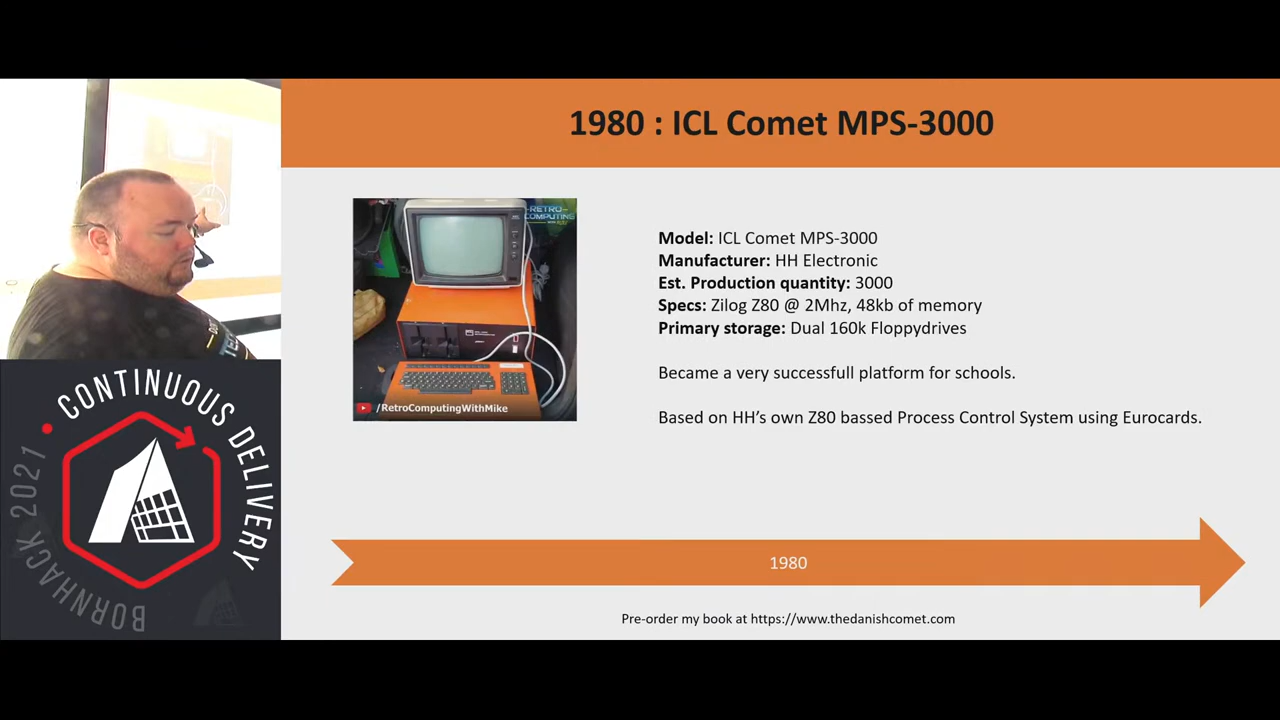 1980 : ICL Comet MPS-3000
RETRO
COMPUTING
/RetroComputingWithMike
Model: ICL Comet MPS-3000
Manufacturer: HH Electronic
Est. Production quantity: 3000
Specs: Zilog Z80 @ 2Mhz, 48kb of memory
Primary storage: Dual 160k Floppydrives
Became a very successfull platform for schools.
Based on HH’s own Z80 bassed Process Control System using Eurocards.
1980
Pre-order my book at https://www.thedanishcomet.com
CONTINUOUS DELIVERY
BORNHACK 2021